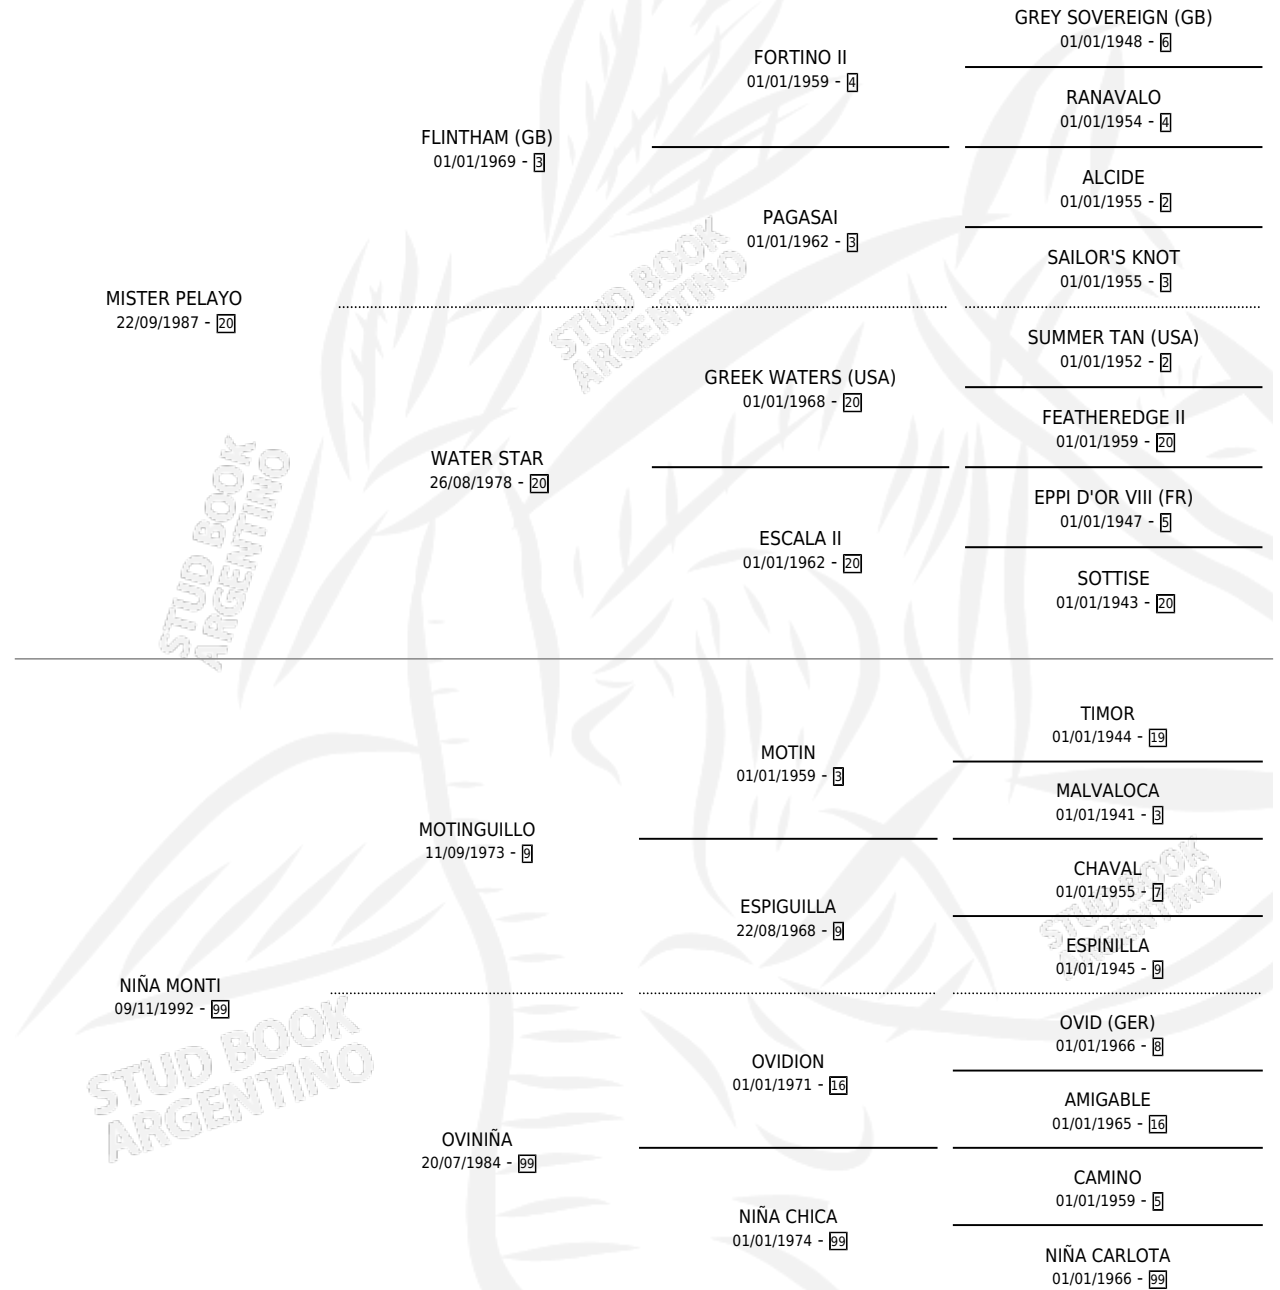 GREY SOVEREIGN (GB)
01/01/1948 - 6
FORTINO II
01/01/1959 - 4
RANAVALO
01/01/1954 - 4
FLINTHAM (GB)
01/01/1969 - 3
ALCIDE
01/01/1955 - 2
PAGASAI
01/01/1962 - 3
SAILOR'S KNOT
01/01/1955 - 3
MISTER PELAYO
22/09/1987 - 20
SUMMER TAN (USA)
01/01/1952 - 2
GREEK WATERS (USA)
01/01/1968 - 20
FEATHEREDGE II
01/01/1959 - 20
WATER STAR
26/08/1978 - 20
EPPI D'OR VIII (FR)
01/01/1947 - 5
ESCALA II
01/01/1962 - 20
SOTTISE
01/01/1943 - 20
TIMOR
01/01/1944 - 19
MOTIN
01/01/1959 - 3
MALVALOCA
01/01/1941 - 3
MOTINGUILLO
11/09/1973 - 9
CHAVAL
01/01/1955 - 7
ESPIGUILLA
22/08/1968 - 9
ESPINILLA
01/01/1945 - 9
NIÑA MONTI
09/11/1992 - 99
OVID (GER)
01/01/1966 - 8
OVIDION
01/01/1971 - 16
AMIGABLE
01/01/1965 - 16
OVINIÑA
20/07/1984 - 99
CAMINO
01/01/1959 - 5
NIÑA CHICA
01/01/1974 - 99
NIÑA CARLOTA
01/01/1966 - 99
STUD BOOK
ARGENTINO
STUD BOOK
ARGENTINO
STUD BOOK
ARGENTINO
STUD BOOK
ARGENTINO